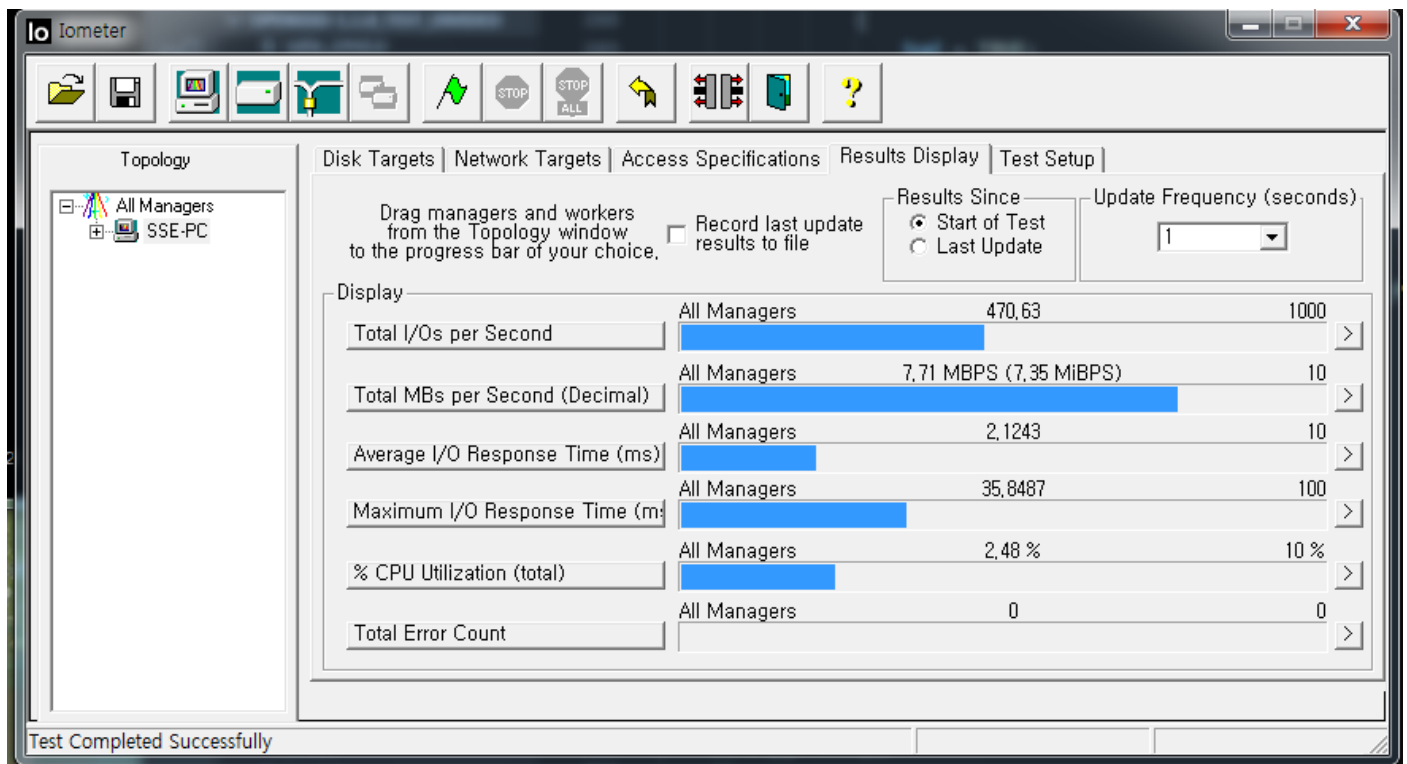 Io Iometer
STOP
STOP
ALL
Topology
All Managers
SSE-PC
Disk Targets
Network Targets
Access Specifications
Results Display
Test Setup
Drag managers and workers
from the Topology window
to the progress bar of your choice,
Record last update
results to file
Results Since
Start of Test
Last Update
Update Frequency (seconds)
1
Display
All Managers 470,63 1000
Total I/Os per Second
All Managers 7,71 MBPS (7,35 MiBPS) 10
Total MBs per Second (Decimal)
All Managers 2,1243 10
Average I/O Response Time (ms)
All Managers 35,8487 100
Maximum I/O Response Time (m
All Managers 2,48 % 10 %
% CPU Utilization (total)
All Managers 0 0
Total Error Count
Test Completed Successfully